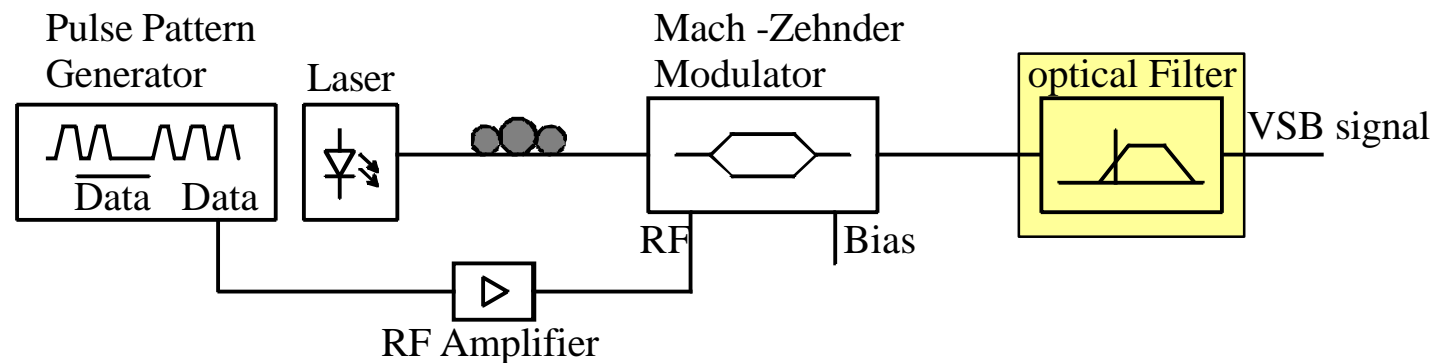 Pulse Pattern
Generator
Laser
Mach -Zehnder
Modulator
optical Filter
VSB signal
Data Data
RF
Bias
RF Amplifier